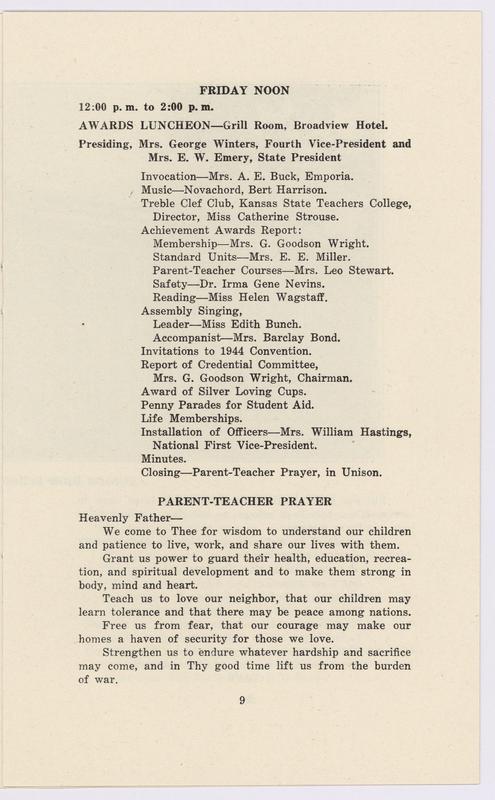 FRIDAY NOON
12:00 p. m. to 2:00 p. m.
AWARDS LUNCHEON—Grill Room, Broadview Hotel.
Presiding, Mrs. George Winters, Fourth Vice-President and
Mrs. E. W. Emery, State President
Invocation—Mrs. A. E. Buck, Emporia.
Music—Novachord, Bert Harrison.
Treble Clef Club, Kansas State Teachers College,
Director, Miss Catherine Strouse.
Achievement Awards Report:
Membership—Mrs. G. Goodson Wright.
Standard Units—Mrs. E. E. Miller.
Parent-Teacher Courses—Mrs. Leo Stewart.
Safety—Dr. Irma Gene Nevins.
Reading—Miss Helen Wagstaff.
Assembly Singing,
Leader—Miss Edith Bunch.
Accompanist—Mrs. Barclay Bond.
Invitations to 1944 Convention.
Report of Credential Committee,
Mrs. G. Goodson Wright, Chairman.
Award of Silver Loving Cups.
Penny Parades for Student Aid.
Life Memberships.
Installation of Officers—Mrs. William Hastings,
National First Vice-President.
Minutes.
Closing—Parent-Teacher Prayer, in Unison.
PARENT-TEACHER PRAYER
Heavenly Father—
We come to Thee for wisdom to understand our children
and patience to live, work, and share our lives with them.
Grant us power to guard their health, education, recrea-
tion, and spiritual development and to make them strong in
body, mind and heart.
Teach us to love our neighbor, that our children may
learn tolerance and that there may be peace among nations.
Free us from fear, that our courage may make our
homes a haven of security for those we love.
Strengthen us to endure whatever hardship and sacrifice
may come, and in Thy good time lift us from the burden
of war.
9